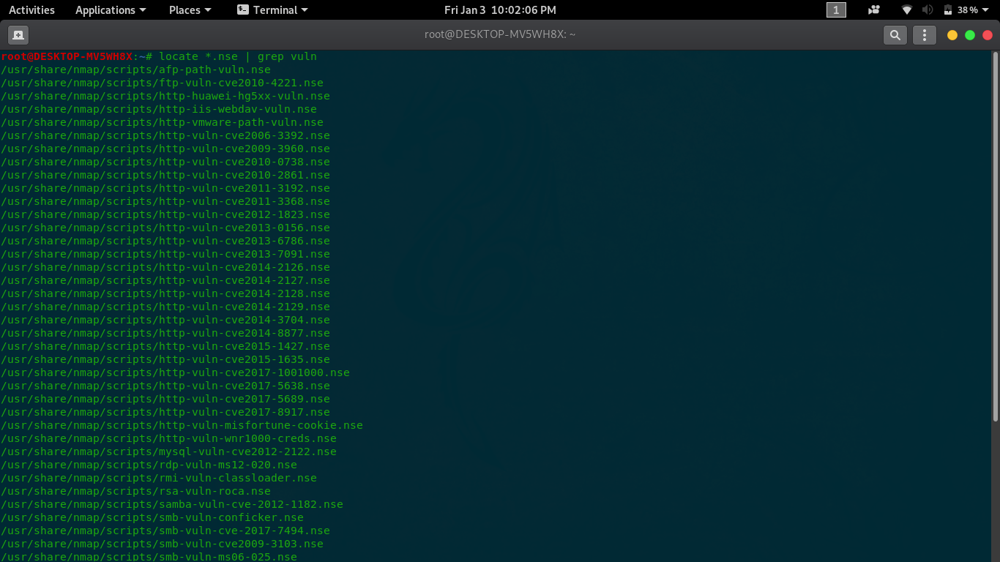 Activities Applications Places Terminal Fri Jan 3 10:02:06 PM 1 38 %
root@DESKTOP-MV5WH8X: ~
root@DESKTOP-MV5WH8X:~# locate *.nse | grep vuln
/usr/share/nmap/scripts/afp-path-vuln.nse
/usr/share/nmap/scripts/ftp-vuln-cve2010-4221.nse
/usr/share/nmap/scripts/http-huawei-hg5xx-vuln.nse
/usr/share/nmap/scripts/http-iis-webdav-vuln.nse
/usr/share/nmap/scripts/http-vmware-path-vuln.nse
/usr/share/nmap/scripts/http-vuln-cve2006-3392.nse
/usr/share/nmap/scripts/http-vuln-cve2009-3960.nse
/usr/share/nmap/scripts/http-vuln-cve2010-0738.nse
/usr/share/nmap/scripts/http-vuln-cve2010-2861.nse
/usr/share/nmap/scripts/http-vuln-cve2011-3192.nse
/usr/share/nmap/scripts/http-vuln-cve2011-3368.nse
/usr/share/nmap/scripts/http-vuln-cve2012-1823.nse
/usr/share/nmap/scripts/http-vuln-cve2013-0156.nse
/usr/share/nmap/scripts/http-vuln-cve2013-6786.nse
/usr/share/nmap/scripts/http-vuln-cve2013-7091.nse
/usr/share/nmap/scripts/http-vuln-cve2014-2126.nse
/usr/share/nmap/scripts/http-vuln-cve2014-2127.nse
/usr/share/nmap/scripts/http-vuln-cve2014-2128.nse
/usr/share/nmap/scripts/http-vuln-cve2014-2129.nse
/usr/share/nmap/scripts/http-vuln-cve2014-3704.nse
/usr/share/nmap/scripts/http-vuln-cve2014-8877.nse
/usr/share/nmap/scripts/http-vuln-cve2015-1427.nse
/usr/share/nmap/scripts/http-vuln-cve2015-1635.nse
/usr/share/nmap/scripts/http-vuln-cve2017-1001000.nse
/usr/share/nmap/scripts/http-vuln-cve2017-5638.nse
/usr/share/nmap/scripts/http-vuln-cve2017-5689.nse
/usr/share/nmap/scripts/http-vuln-cve2017-8917.nse
/usr/share/nmap/scripts/http-vuln-misfortune-cookie.nse
/usr/share/nmap/scripts/http-vuln-wnr1000-creds.nse
/usr/share/nmap/scripts/mysql-vuln-cve2012-2122.nse
/usr/share/nmap/scripts/rdp-vuln-ms12-020.nse
/usr/share/nmap/scripts/rmi-vuln-classloader.nse
/usr/share/nmap/scripts/rsa-vuln-roca.nse
/usr/share/nmap/scripts/samba-vuln-cve-2012-1182.nse
/usr/share/nmap/scripts/smb-vuln-conficker.nse
/usr/share/nmap/scripts/smb-vuln-cve-2017-7494.nse
/usr/share/nmap/scripts/smb-vuln-cve2009-3103.nse
/usr/share/nmap/scripts/smb-vuln-ms06-025.nse